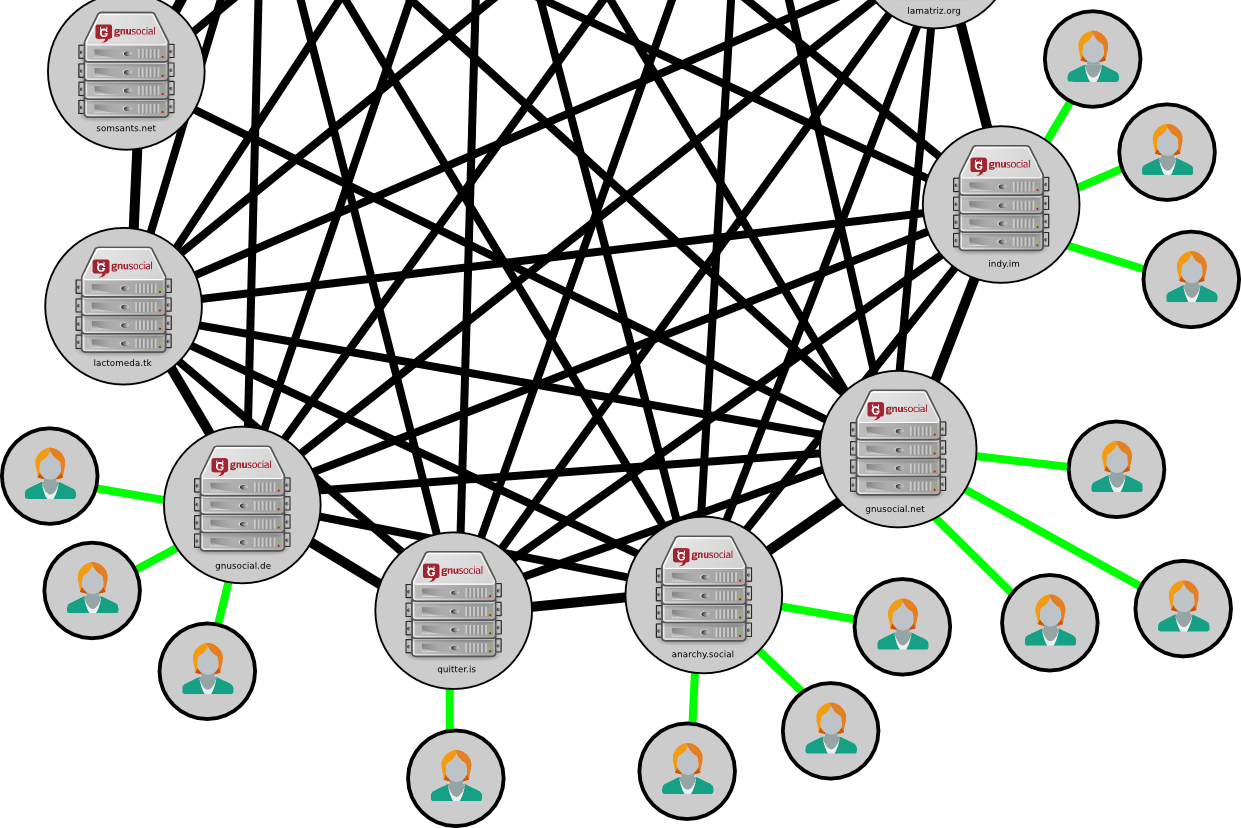 lamatriz.org
gnusocial
somsants.net
gnusocial
indy.im
gnusocial
lactomeda.tk
gnusocial
gnusocial.net
gnusocial
gnusocial.de
gnusocial
quitter.is
gnusocial
anarchy.social